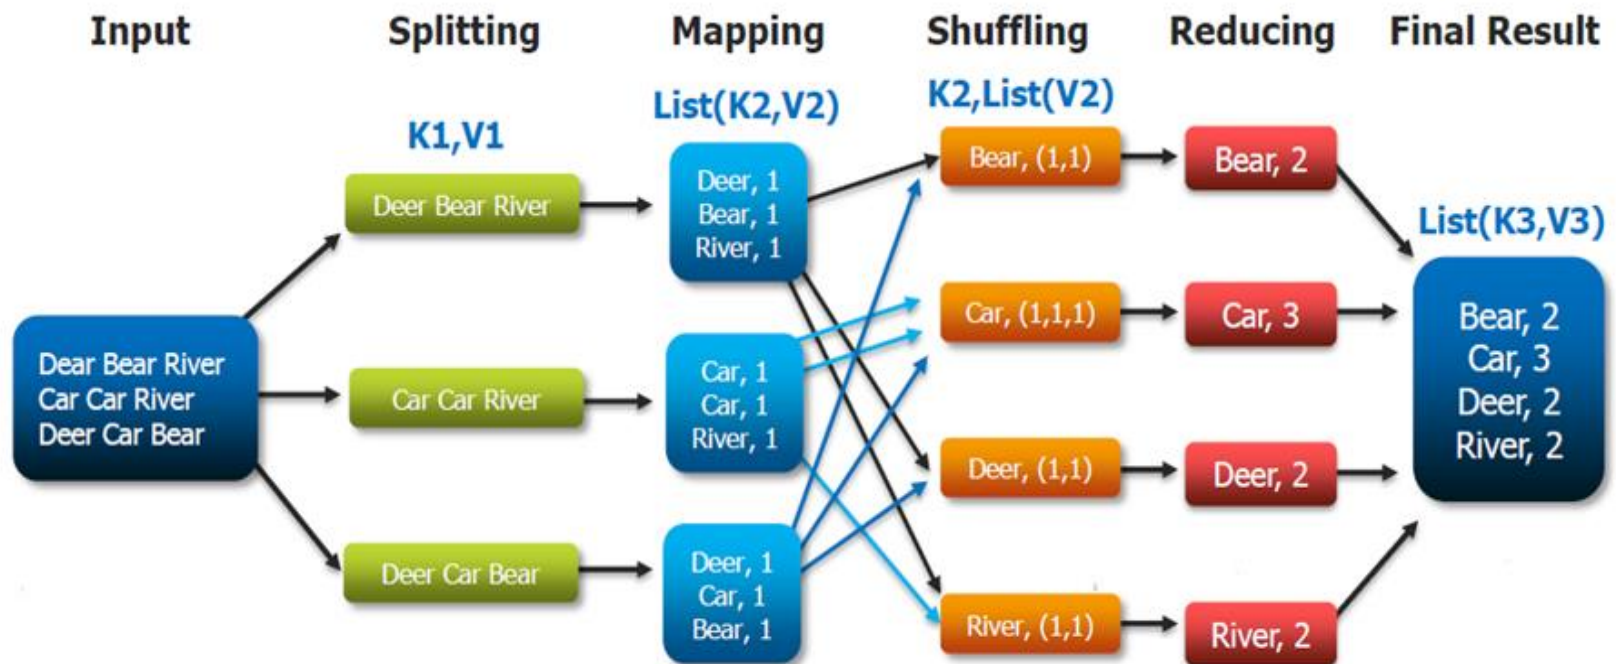 Input
Splitting
Mapping
Shuffling
Reducing
Final Result
K1,V1
List(K2,V2)
K2,List(V2)
List(K3,V3)
Dear Bear River
Car Car River
Deer Car Bear
Deer Bear River
Car Car River
Deer Car Bear
Deer, 1
Bear, 1
River, 1
Car, 1
Car, 1
River, 1
Deer, 1
Car, 1
Bear, 1
Bear, (1,1)
Car, (1,1,1)
Deer, (1,1)
River, (1,1)
Bear, 2
Car, 3
Deer, 2
River, 2
Bear, 2
Car, 3
Deer, 2
River, 2